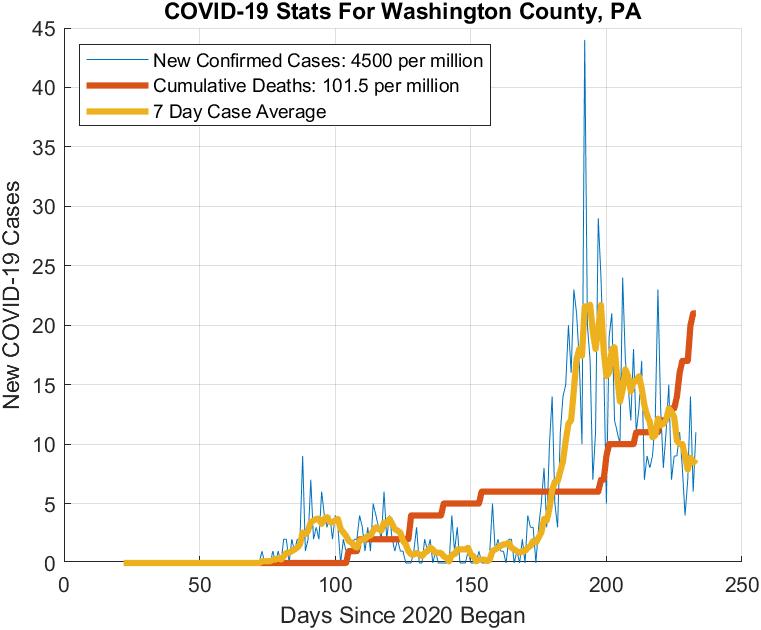 COVID-19 Stats For Washington County, PA
New Confirmed Cases: 4500 per million
Cumulative Deaths: 101.5 per million
7 Day Case Average
New COVID-19 Cases
45
40
35
30
25
20
15
10
5
0
0 50 100 150 200 250
Days Since 2020 Began